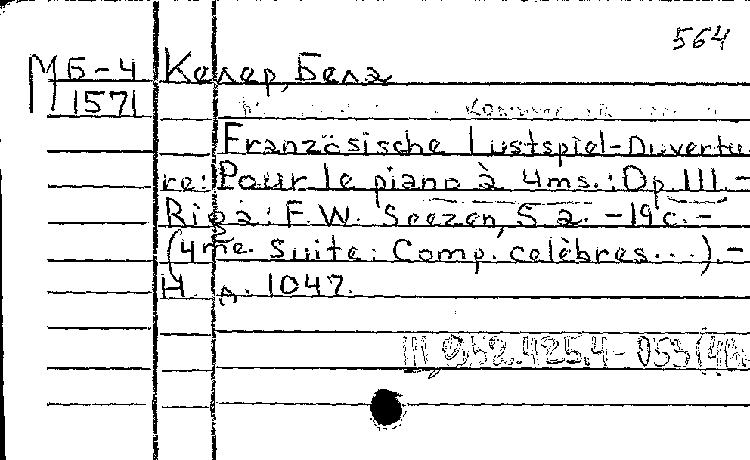 564
М Б-4 Келер, Бела
1571
Französische Lustspiel-Ouvertu
re: Pour le piano à 4ms.: Op. 111. -
Riga: F. W. Seezen, S. a. - 19 c. -
(4me. Suite: Comp. celèbres...). -
Н. д. 1047.